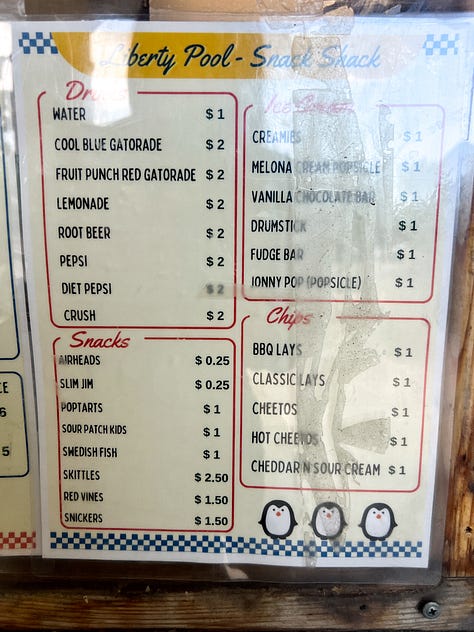 Liberty Pool - Snack Shack
Drinks
WATER $ 1
COOL BLUE GATORADE $ 2
FRUIT PUNCH RED GATORADE $ 2
LEMONADE $ 2
ROOT BEER $ 2
PEPSI $ 2
DIET PEPSI $ 2
CRUSH $ 2
Snacks
AIRHEADS $ 0.25
SLIM JIM $ 0.25
POPTARTS $ 1
SOUR PATCH KIDS $ 1
SWEDISH FISH $ 1
SKITTLES $ 2.50
RED VINES $ 1.50
SNICKERS $ 1.50
Ice Cream
CREAMIES $ 1
MELONA CREAM POPSICLE $ 1
VANILLA CHOCOLATE BAR $ 1
DRUMSTICK $ 1
FUDGE BAR $ 1
JONNY POP (POPSICLE) $ 1
Chips
BBQ LAYS $ 1
CLASSIC LAYS $ 1
CHEETOS $ 1
HOT CHEETOS $ 1
CHEDDAR N SOUR CREAM $ 1
6
5